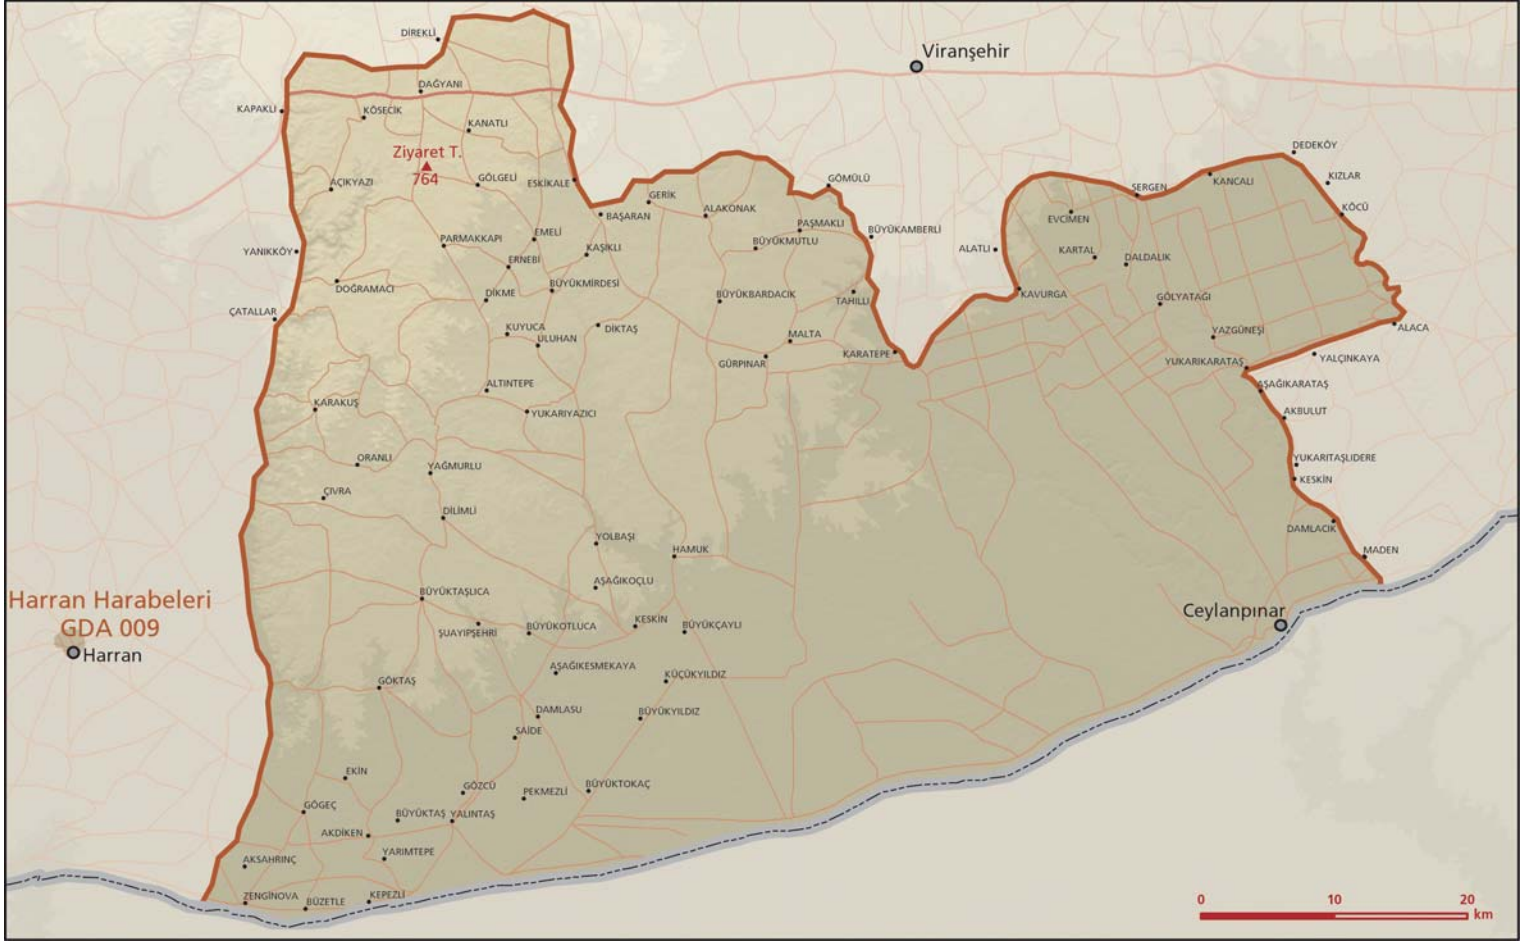 DİREKLİ
Viranşehir
DAĞYANI
KAPAKLI
KÖSECİK
KANATLI
DEDEKÖY
Ziyaret T.
764
KIZLAR
AÇIKYAZI
GÖLGELİ
ESKİKALE
GÖMÜLÜ
KANCALI
SERGEN
GERİK
KÖCÜ
BAŞARAN
ALAKONAK
EVCİMEN
PAŞMAKLI
BÜYÜKAMBERLİ
YANIKKÖY
PARMAKKAPI
EMELİ
KAŞIKLI
BÜYÜKMUTLU
ALATLI
KARTAL
DALDALIK
ERNEBİ
DOĞRAMACI
DİKME
BÜYÜKMİRDESİ
BÜYÜKBARDACIK
TAHILLI
KAVURGA
GÖLYATAĞI
ÇATALLAR
KUYUCA
DİKTAŞ
ULUHAN
MALTA
YAZGÜNEŞİ
ALACA
GÜRPINAR
KARATEPE
YUKARIKARATAŞ
YALÇINKAYA
ALTINTEPE
AŞAĞIKARATAŞ
KARAKUŞ
YUKARIYAZICI
AKBULUT
ORANLI
YAĞMURLU
YUKARITAŞLIDERE
KESKİN
ÇIVRA
DİLİMLİ
DAMLACIK
YOLBAŞI
HAMUK
MADEN
AŞAĞIKOÇLU
BÜYÜKTAŞLICA
Harran Harabeleri
GDA 009
Ceylanpınar
ŞUAYIPŞEHRİ
BÜYÜKOTLUCA
KESKİN
BÜYÜKÇAYLI
Harran
AŞAĞIKESMEKAYA
GÖKTAŞ
KÜÇÜKYILDIZ
DAMLASU
BÜYÜKYILDIZ
SAİDE
EKİN
GÖZCÜ
PEKMEZLİ
BÜYÜKTOKAÇ
GÖGEÇ
BÜYÜKTAŞ
YALINTAŞ
AKDİKEN
AKSAHRINÇ
YARIMTEPE
ZENGİNOVA
BÜZETLE
KEPEZLİ
0 10 20
km